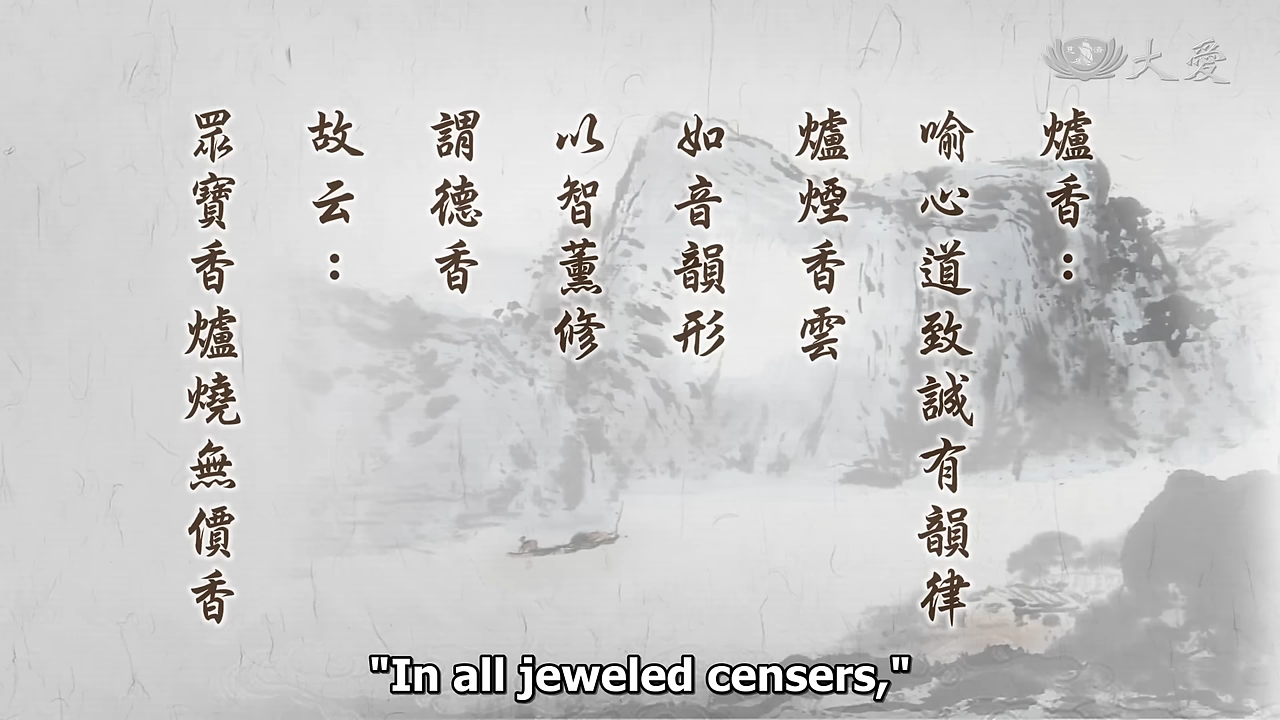 大愛
爐香：
喻心道致誠有韻律
爐煙香雲
如音韻形
以智薰修
謂德香
故云：
眾寶香爐燒無價香
"In all jeweled censers,"